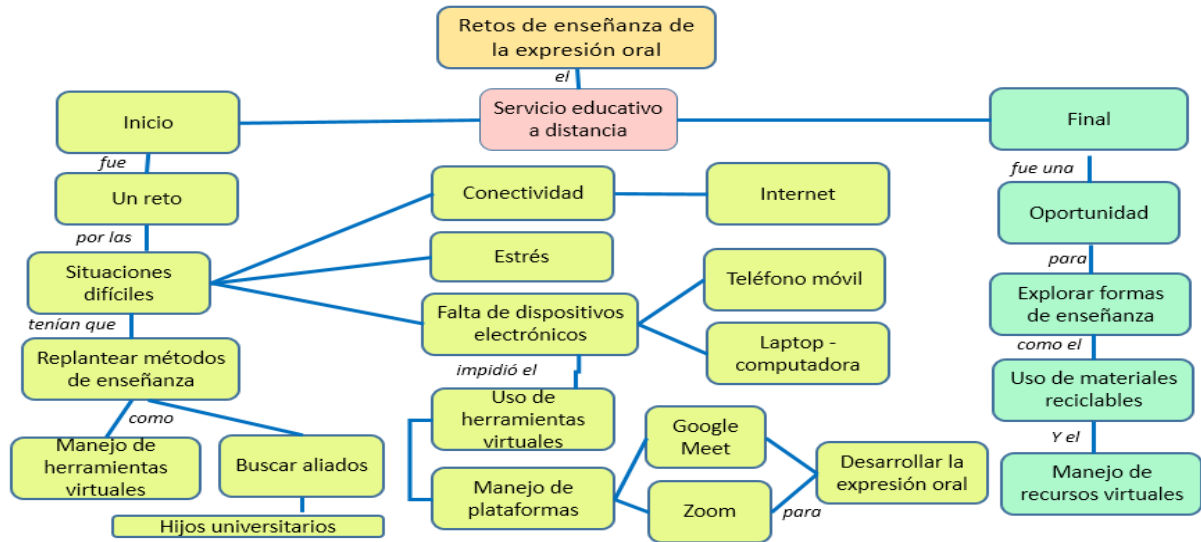 Retos de enseñanza de
la expresión oral
el
Servicio educativo
a distancia
Inicio
fue
Un reto
por las
Situaciones
difíciles
tenían que
Replantear métodos
de enseñanza
como
Manejo de
herramientas
virtuales
Buscar aliados
Hijos universitarios
Conectividad
Internet
Estrés
Falta de dispositivos
electrónicos
Teléfono móvil
Laptop -
computadora
impidió el
Uso de
herramientas
virtuales
Manejo de
plataformas
Google
Meet
Zoom
para
Desarrollar la
expresión oral
Final
fue una
Oportunidad
para
Explorar formas
de enseñanza
como el
Uso de materiales
reciclables
Y el
Manejo de
recursos virtuales